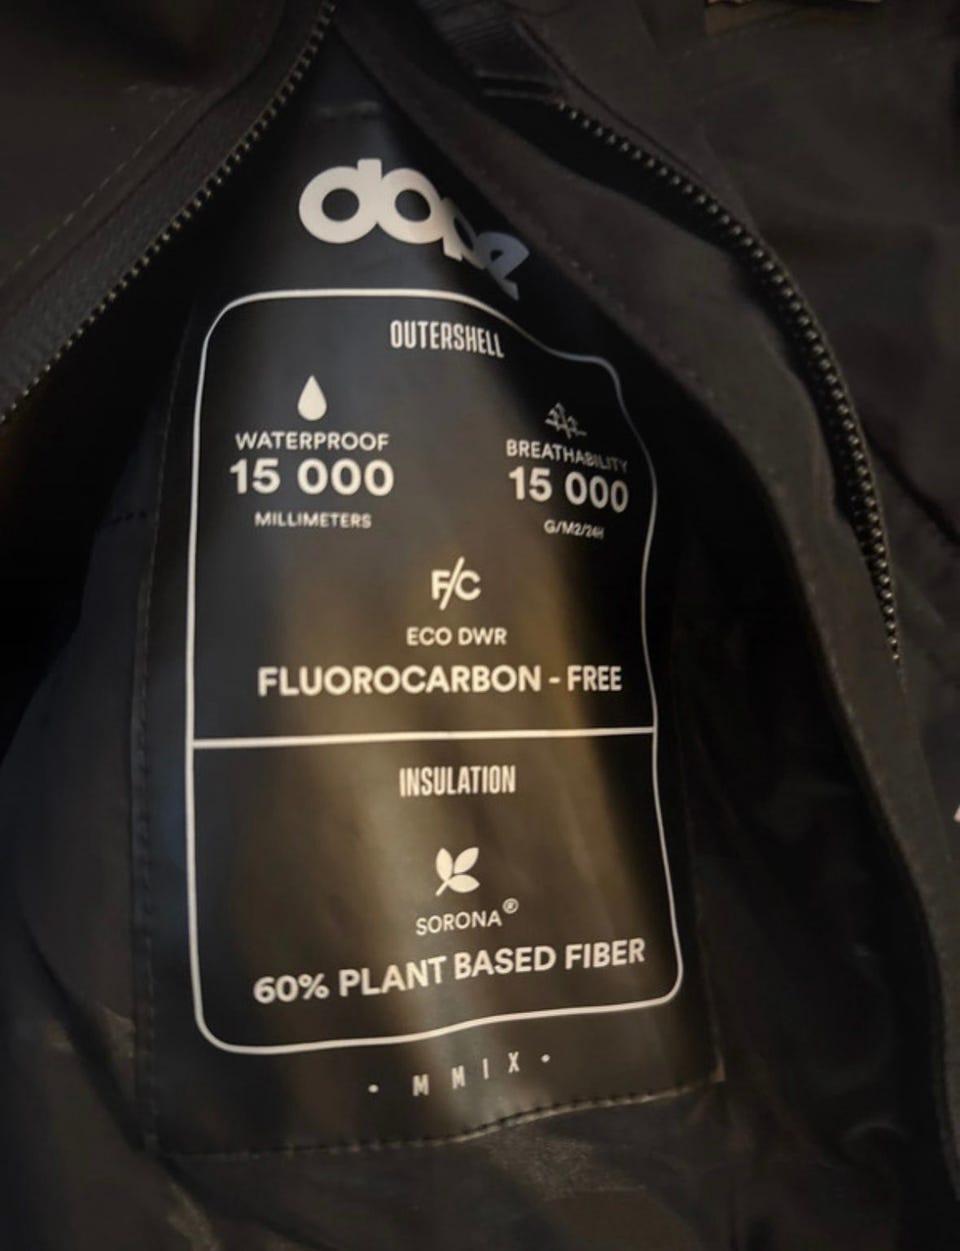 dope
OUTERSHELL
WATERPROOF
15 000
MILLIMETERS
BREATHABILITY
15 000
G/M2/24H
F/C
ECO DWR
FLUOROCARBON - FREE
INSULATION
SORONA®
60% PLANT BASED FIBER
• M M I X •